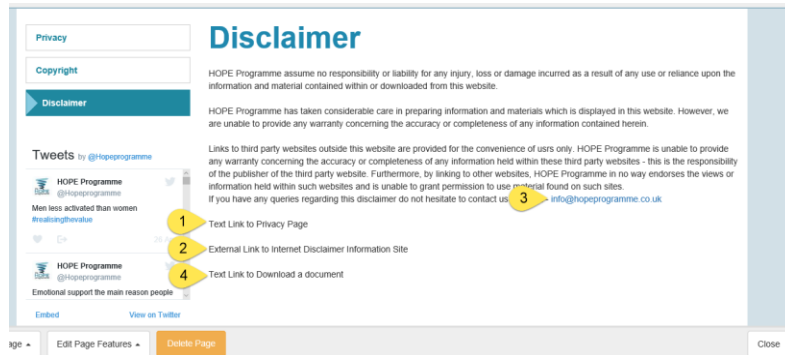 Privacy
Copyright
Disclaimer
Tweets by @Hopeprogramme
HOPE Programme
@Hopeprogramme
Men less activated than women
#realisingthevalue
HOPE Programme
@Hopeprogramme
Emotional support the main reason people
Embed
View on Twitter
Disclaimer
HOPE Programme assume no responsibility or liability for any injury, loss or damage incurred as a result of any use or reliance upon the
information and material contained within or downloaded from this website.
HOPE Programme has taken considerable care in preparing information and materials which is displayed in this website. However, we
are unable to provide any warranty concerning the accuracy or completeness of any information contained herein.
Links to third party websites outside this website are provided for the convenience of usrs only. HOPE Programme is unable to provide
any warranty concerning the accuracy or completeness of any information held within these third party websites - this is the responsibility
of the publisher of the third party website. Furthermore, by linking to other websites, HOPE Programme in no way endorses the views or
information held within such websites and is unable to grant permission to use material found on such sites.
If you have any queries regarding this disclaimer do not hesitate to contact us 3 info@hopeprogramme.co.uk
1 Text Link to Privacy Page
2 External Link to Internet Disclaimer Information Site
4 Text Link to Download a document
age
Edit Page Features
Delete Page
Close